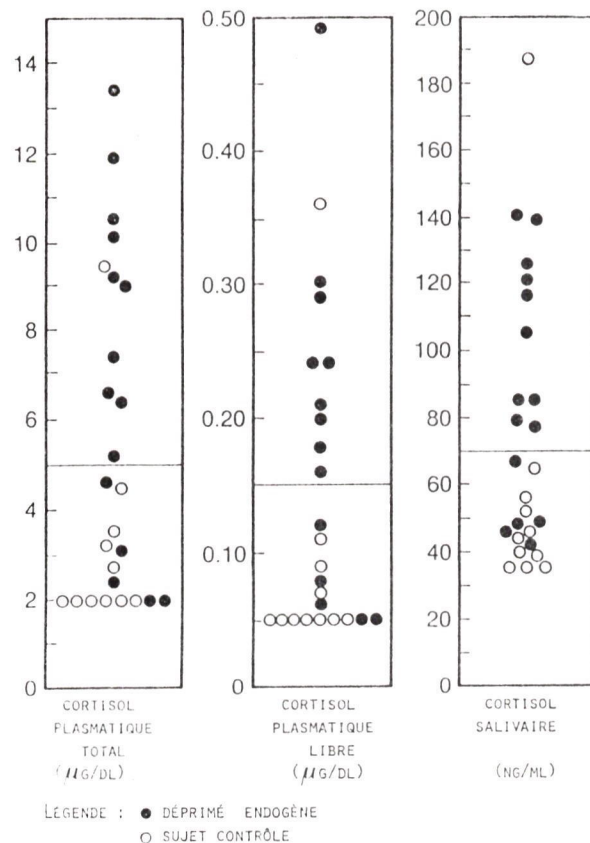 14
12
10
8
6
4
2
0
CORTISOL
PLASMATIQUE
TOTAL
(µG/DL)
0.50
0.40
0.30
0.20
0.10
0
CORTISOL
PLASMATIQUE
LIBRE
(µG/DL)
200
180
160
140
120
100
80
60
40
20
0
CORTISOL
SALIVAIRE
(NG/ML)
LÉGENDE : ● DÉPRIMÉ ENDOGÈNE
○ SUJET CONTRÔLE